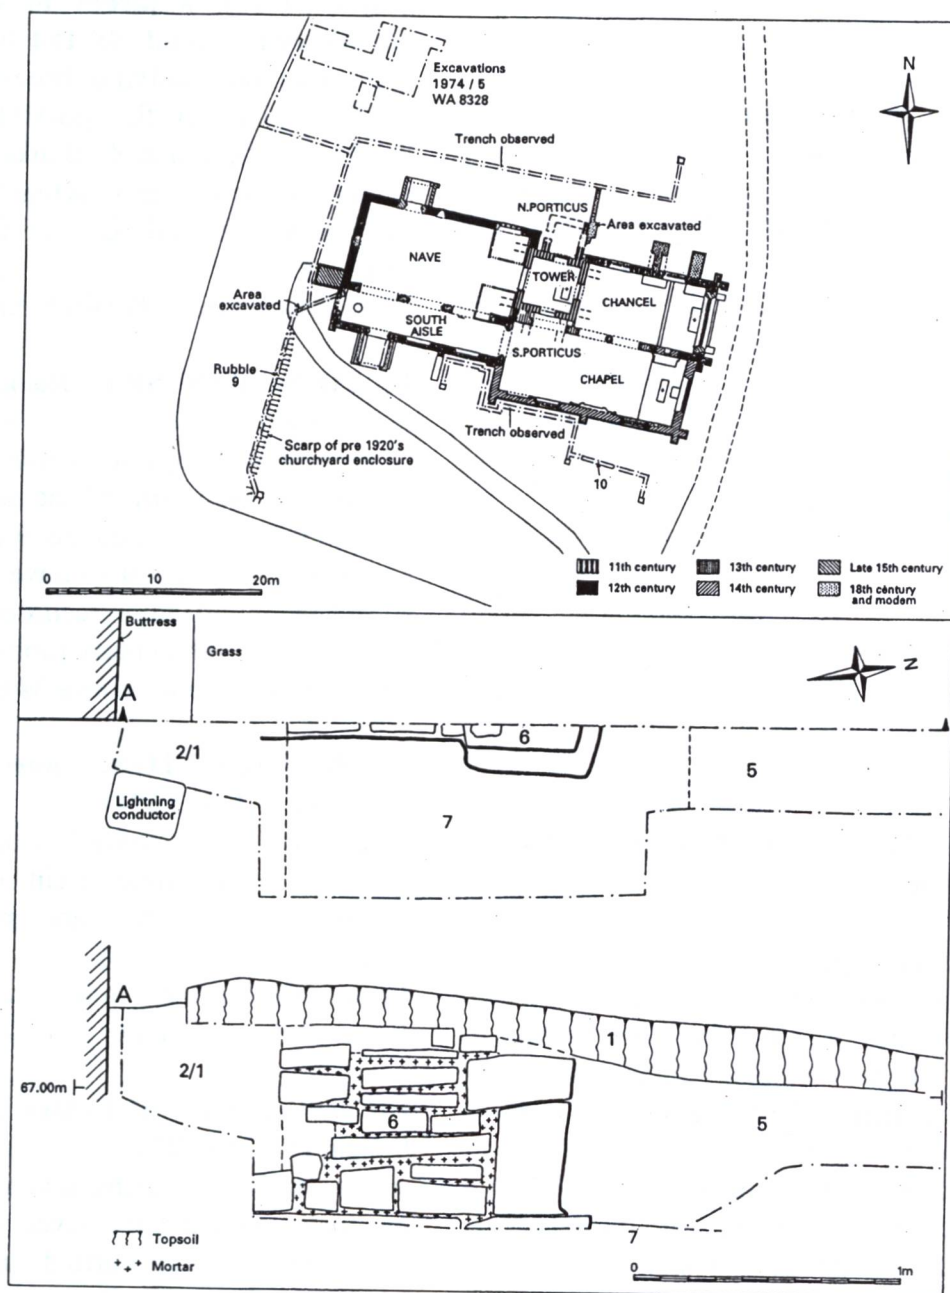 Excavations
1974 / 5
WA 8328
N
Trench observed
N.PORTICUS
Area excavated
NAVE
TOWER
CHANCEL
Area
excavated
SOUTH
AISLE
S.PORTICUS
CHAPEL
Rubble
9
Trench observed
Scarp of pre 1920's
churchyard enclosure
10
0 10 20m
11th century
13th century
Late 15th century
12th century
14th century
18th century
and modern
Buttress
Grass
N
A
2/1
6
5
Lightning
conductor
7
A
1
2/1
67.00m
6
5
7
Topsoil
Mortar
0 1m